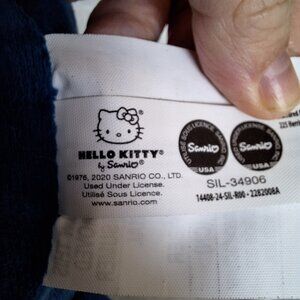 HELLO KITTY®
by Sanrio®
©1976, 2020 SANRIO CO., LTD.
Used Under License.
Utilisé Sous Licence.
www.sanrio.com
Sanrio
USA
Sanrio
USA
SIL-34906
14408-24-SIL-R00-2282008A